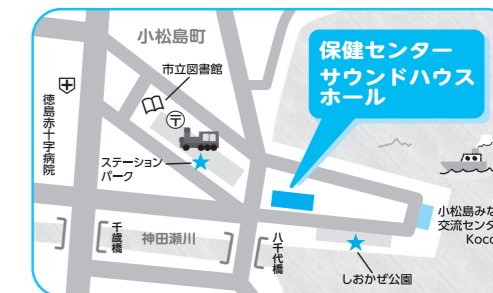 小松島町
市立図書館
保健センター
サウンドハウス
ホール
徳島赤十字病院
〒
ステーション
パーク
小松島みな
交流センタ
Koco
千歳橋
神田瀬川
八千代橋
しおかぜ公園